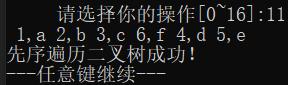 请选择你的操作[0~16]:11
1,a 2,b 3,c 6,f 4,d 5,e
先序遍历二叉树成功!
---任意键继续---